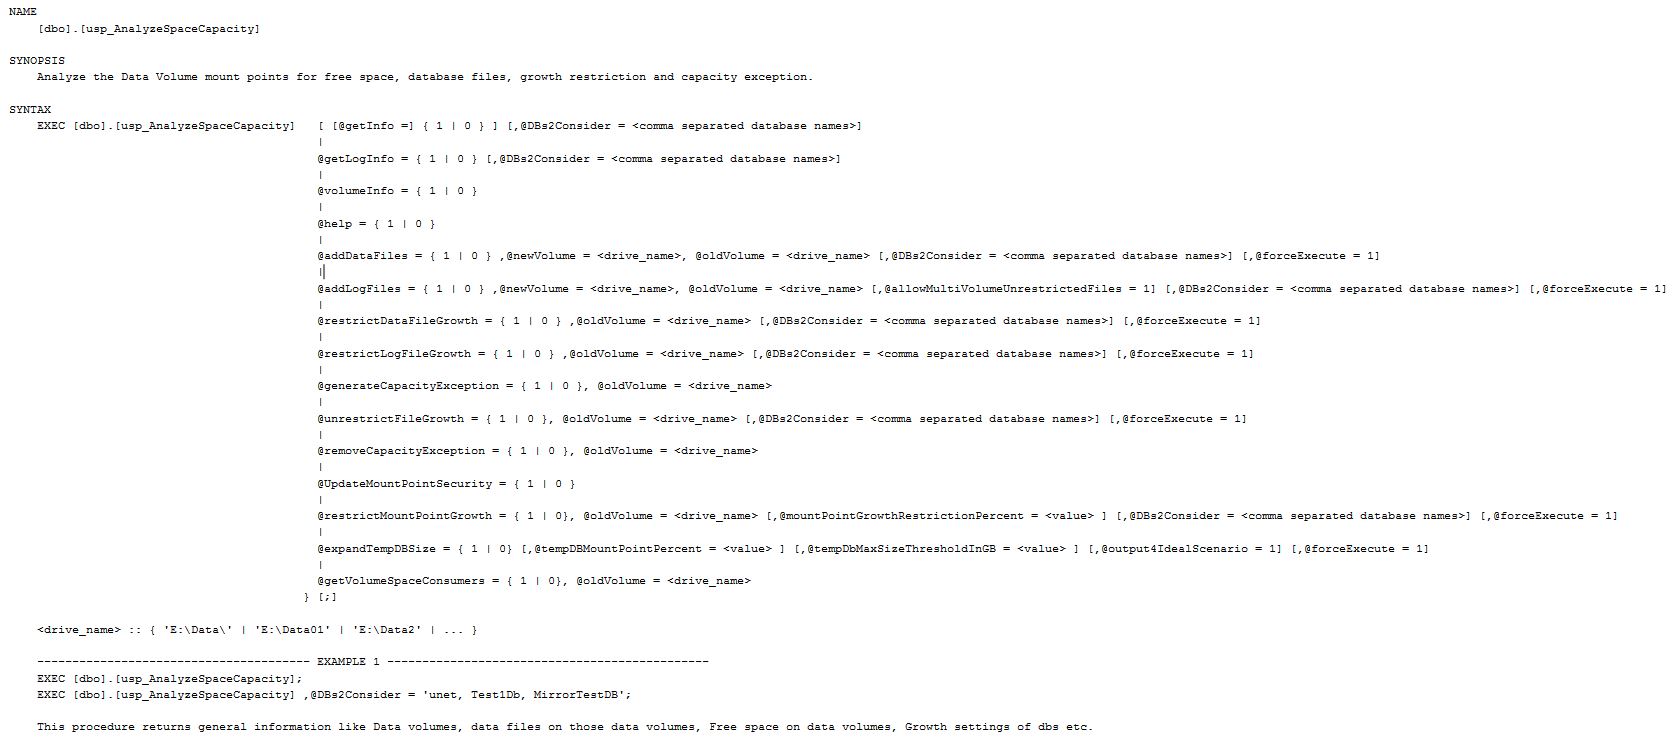 NAME
[dbo].[usp_AnalyzeSpaceCapacity]
SYNOPSIS
Analyze the Data Volume mount points for free space, database files, growth restriction and capacity exception.
SYNTAX
EXEC [dbo].[usp_AnalyzeSpaceCapacity] [ [@getInfo =] { 1 | 0 } ] [,@DBs2Consider = <comma separated database names>]
|
@getLogInfo = { 1 | 0 } [,@DBs2Consider = <comma separated database names>]
|
@volumeInfo = { 1 | 0 }
|
@help = { 1 | 0 }
|
@addDataFiles = { 1 | 0 } ,@newVolume = <drive_name>, @oldVolume = <drive_name> [,@DBs2Consider = <comma separated database names>] [,@forceExecute = 1]
|
@addLogFiles = { 1 | 0 } ,@newVolume = <drive_name>, @oldVolume = <drive_name> [,@allowMultiVolumeUnrestrictedFiles = 1] [,@DBs2Consider = <comma separated database names>] [,@forceExecute = 1]
|
@restrictDataFileGrowth = { 1 | 0 } ,@oldVolume = <drive_name> [,@DBs2Consider = <comma separated database names>] [,@forceExecute = 1]
|
@restrictLogFileGrowth = { 1 | 0 } ,@oldVolume = <drive_name> [,@DBs2Consider = <comma separated database names>] [,@forceExecute = 1]
|
@generateCapacityException = { 1 | 0 }, @oldVolume = <drive_name>
|
@unrestrictFileGrowth = { 1 | 0 }, @oldVolume = <drive_name> [,@DBs2Consider = <comma separated database names>] [,@forceExecute = 1]
|
@removeCapacityException = { 1 | 0 }, @oldVolume = <drive_name>
|
@UpdateMountPointSecurity = { 1 | 0 }
|
@restrictMountPointGrowth = { 1 | 0}, @oldVolume = <drive_name> [,@mountPointGrowthRestrictionPercent = <value> ] [,@DBs2Consider = <comma separated database names>] [,@forceExecute = 1]
|
@expandTempDBSize = { 1 | 0} [,@tempDBMountPointPercent = <value> ] [,@tempDbMaxSizeThresholdInGB = <value> ] [,@output4IdealScenario = 1] [,@forceExecute = 1]
|
@getVolumeSpaceConsumers = { 1 | 0}, @oldVolume = <drive_name>
} [;]
<drive_name> :: { 'E:\Data\' | 'E:\Data01' | 'E:\Data2' | ... }
--------------------------------------- EXAMPLE 1 ----------------------------------------------
EXEC [dbo].[usp_AnalyzeSpaceCapacity];
EXEC [dbo].[usp_AnalyzeSpaceCapacity] ,@DBs2Consider = 'unet, Test1Db, MirrorTestDB';
This procedure returns general information like Data volumes, data files on those data volumes, Free space on data volumes, Growth settings of dbs etc.